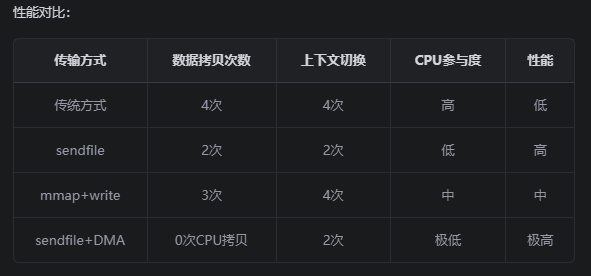 性能对比：
传输方式 数据拷贝次数 上下文切换 CPU参与度 性能
传统方式 4次 4次 高 低
sendfile 2次 2次 低 高
mmap+write 3次 4次 中 中
sendfile+DMA 0次CPU拷贝 2次 极低 极高